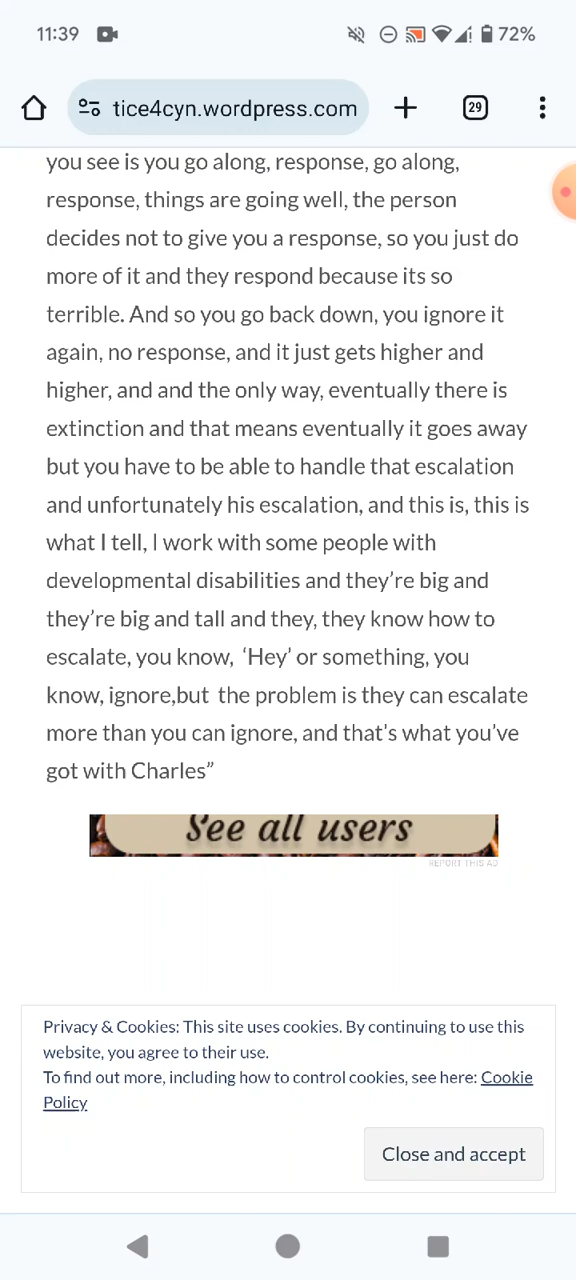 11:39
72%
tice4cyn.wordpress.com
29
you see is you go along, response, go along,
response, things are going well, the person
decides not to give you a response, so you just do
more of it and they respond because its so
terrible. And so you go back down, you ignore it
again, no response, and it just gets higher and
higher, and and the only way, eventually there is
extinction and that means eventually it goes away
but you have to be able to handle that escalation
and unfortunately his escalation, and this is, this is
what I tell, I work with some people with
developmental disabilities and they’re big and
they’re big and tall and they, they know how to
escalate, you know,  ‘Hey’ or something, you
know, ignore,but  the problem is they can escalate
more than you can ignore, and that's what you’ve
got with Charles”
See all users
REPORT THIS AD
Privacy & Cookies: This site uses cookies. By continuing to use this
website, you agree to their use.
To find out more, including how to control cookies, see here: Cookie
Policy
Close and accept